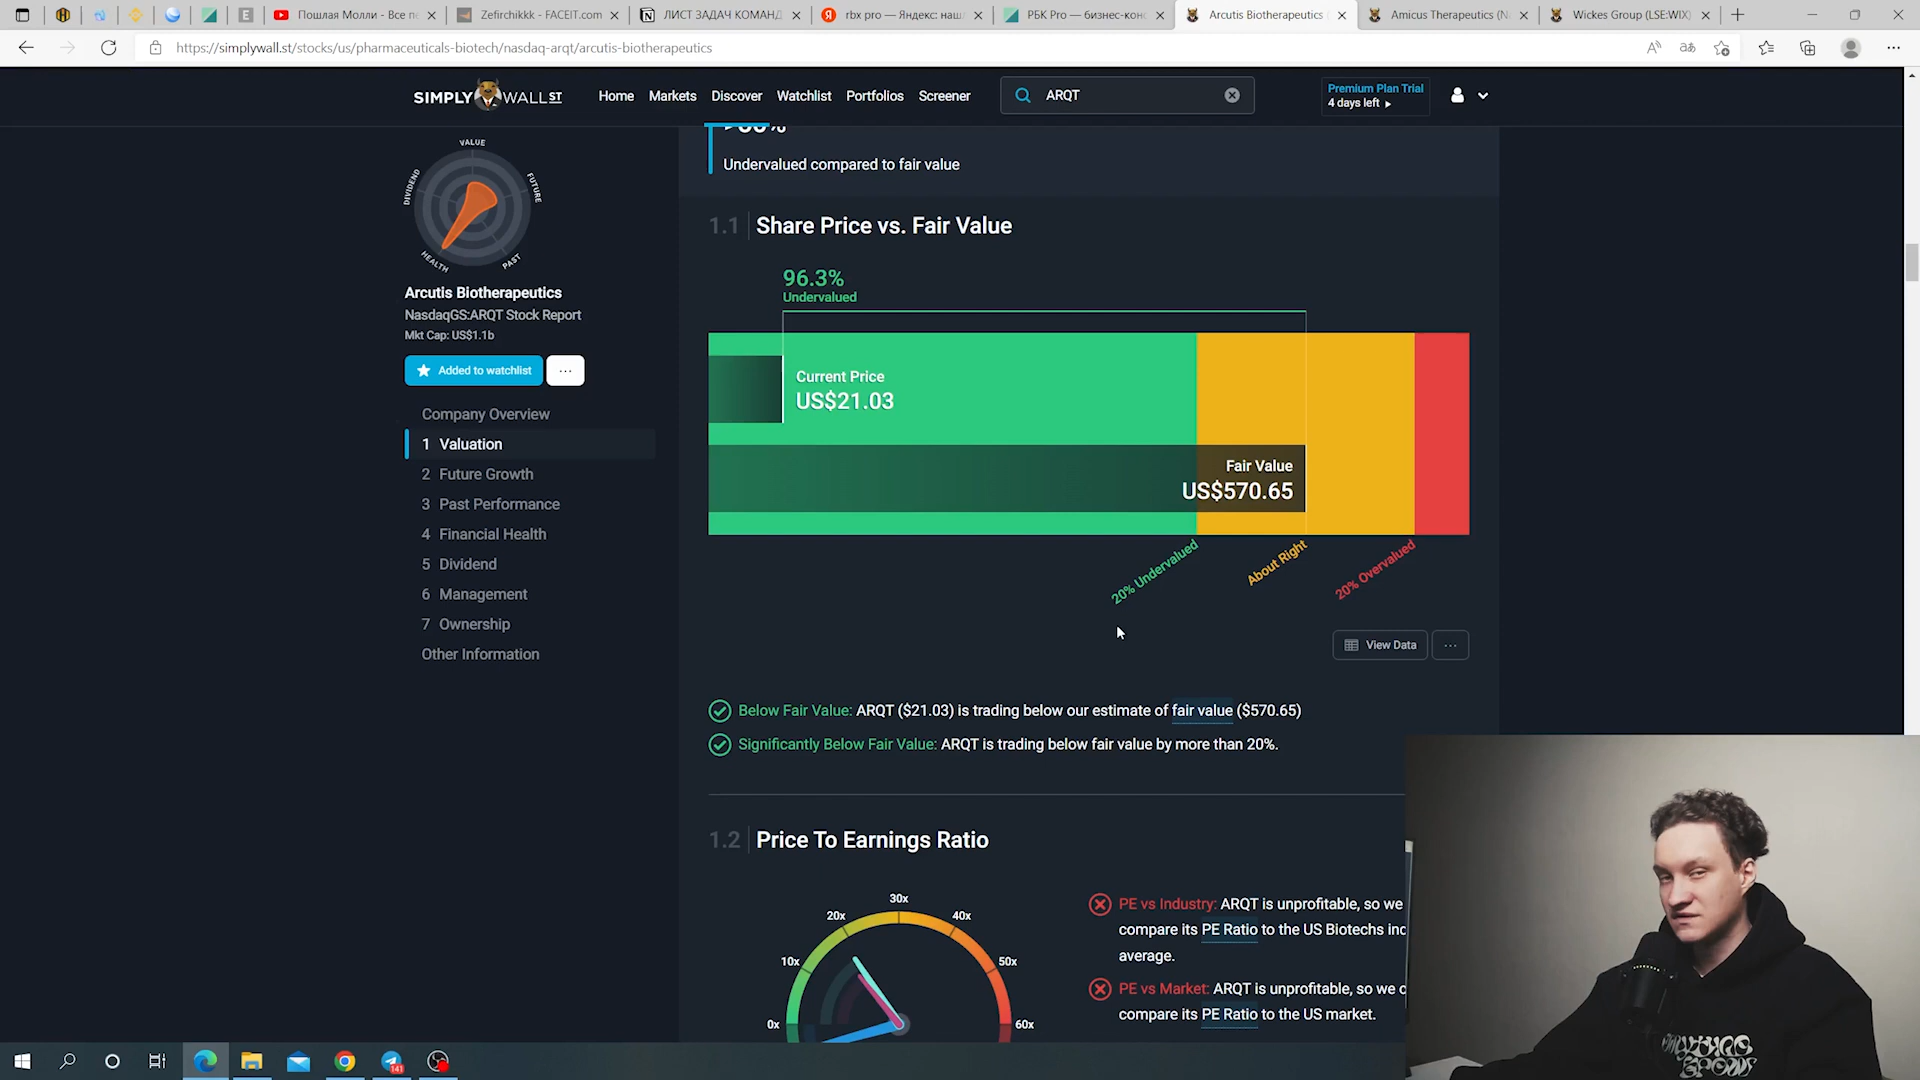 Пошлая Молли - Все пе
Zefirchikkk - FACEIT.com
ЛИСТ ЗАДАЧ КОМАНД
rbx pro — Яндекс: наш
РБК Pro — бизнес-кон
Arcutis Biotherapeutics
Amicus Therapeutics (N
Wickes Group (LSE:WIX)
https://simplywall.st/stocks/us/pharmaceuticals-biotech/nasdaq-arqt/arcutis-biotherapeutics
SIMPLY WALL ST
Home
Markets
Discover
Watchlist
Portfolios
Screener
ARQT
Premium Plan Trial
4 days left
VALUE
FUTURE
PAST
HEALTH
DIVIDEND
Arcutis Biotherapeutics
NasdaqGS:ARQT Stock Report
Mkt Cap: US$1.1b
Added to watchlist
Company Overview
1 Valuation
2 Future Growth
3 Past Performance
4 Financial Health
5 Dividend
6 Management
7 Ownership
Other Information
Undervalued compared to fair value
1.1 Share Price vs. Fair Value
96.3%
Undervalued
Current Price
US$21.03
Fair Value
US$570.65
20% Undervalued
About Right
20% Overvalued
View Data
Below Fair Value: ARQT ($21.03) is trading below our estimate of fair value ($570.65)
Significantly Below Fair Value: ARQT is trading below fair value by more than 20%.
1.2 Price To Earnings Ratio
0x
10x
20x
30x
40x
50x
60x
PE vs Industry: ARQT is unprofitable, so we
compare its PE Ratio to the US Biotechs inc
average.
PE vs Market: ARQT is unprofitable, so we c
compare its PE Ratio to the US market.
141